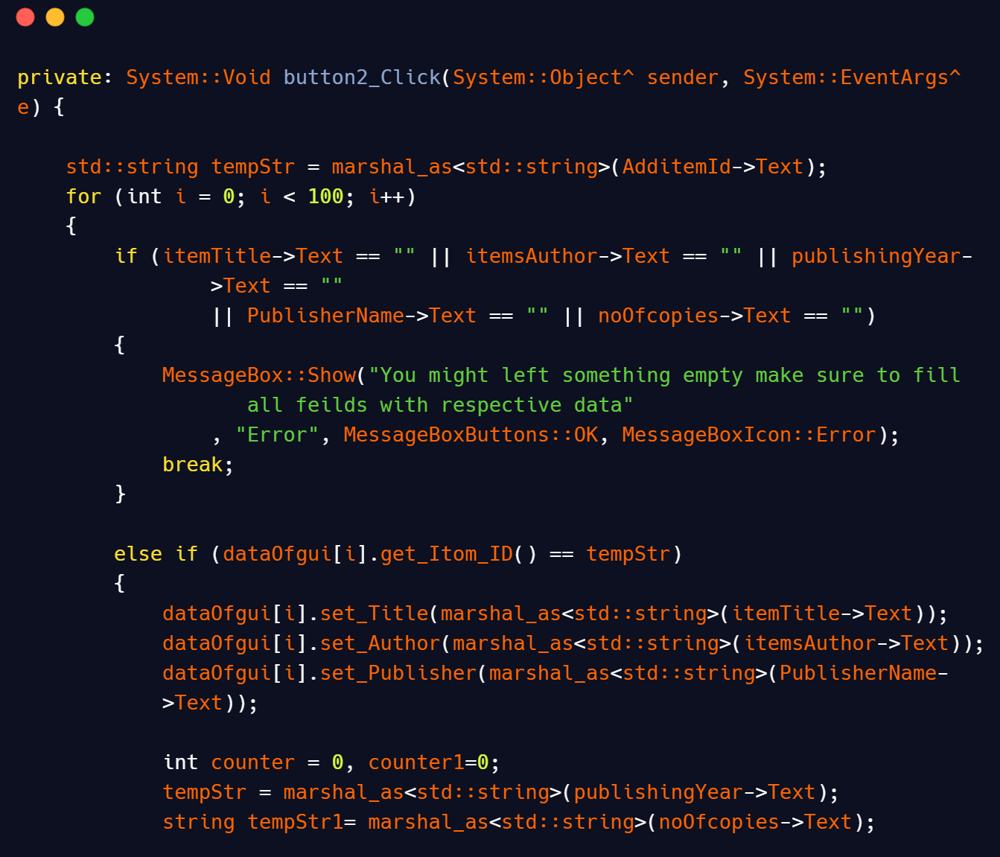 private: System::Void button2_Click(System::Object^ sender, System::EventArgs^
e) {
std::string tempStr = marshal_as<std::string>(AdditemId->Text);
for (int i = 0; i < 100; i++)
{
if (itemTitle->Text == "" || itemsAuthor->Text == "" || publishingYear-
>Text == ""
|| PublisherName->Text == "" || noOfcopies->Text == "")
{
MessageBox::Show("You might left something empty make sure to fill
all feilds with respective data"
, "Error", MessageBoxButtons::OK, MessageBoxIcon::Error);
break;
}
else if (dataOfgui[i].get_Itom_ID() == tempStr)
{
dataOfgui[i].set_Title(marshal_as<std::string>(itemTitle->Text));
dataOfgui[i].set_Author(marshal_as<std::string>(itemsAuthor->Text));
dataOfgui[i].set_Publisher(marshal_as<std::string>(PublisherName-
>Text));
int counter = 0, counter1=0;
tempStr = marshal_as<std::string>(publishingYear->Text);
string tempStr1= marshal_as<std::string>(noOfcopies->Text);